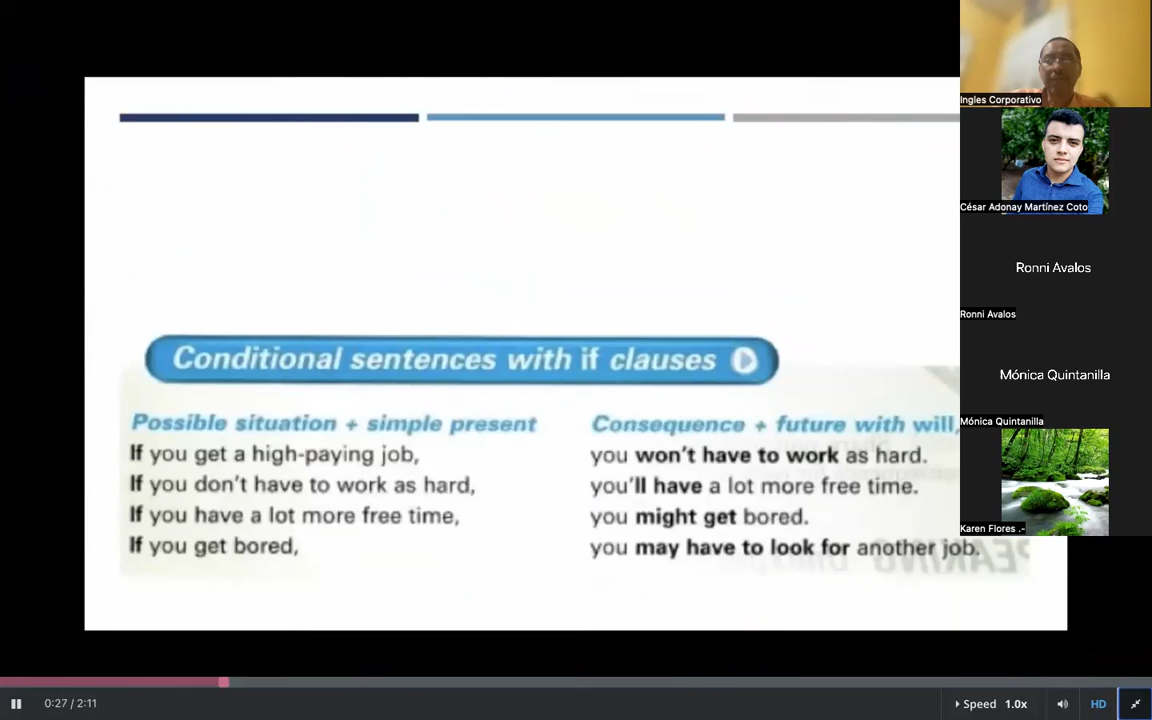 Ingles Corporativo
César Adonay Martínez Coto
Ronni Avalos
Ronni Avalos
Mónica Quintanilla
Mónica Quintanilla
Karen Flores .-
Conditional sentences with if clauses
Possible situation + simple present
If you get a high-paying job,
If you don't have to work as hard,
If you have a lot more free time,
If you get bored,
Consequence + future with will,
you won't have to work as hard.
you'll have a lot more free time.
you might get bored.
you may have to look for another job.
0:27 / 2:11
Speed 1.0x
HD